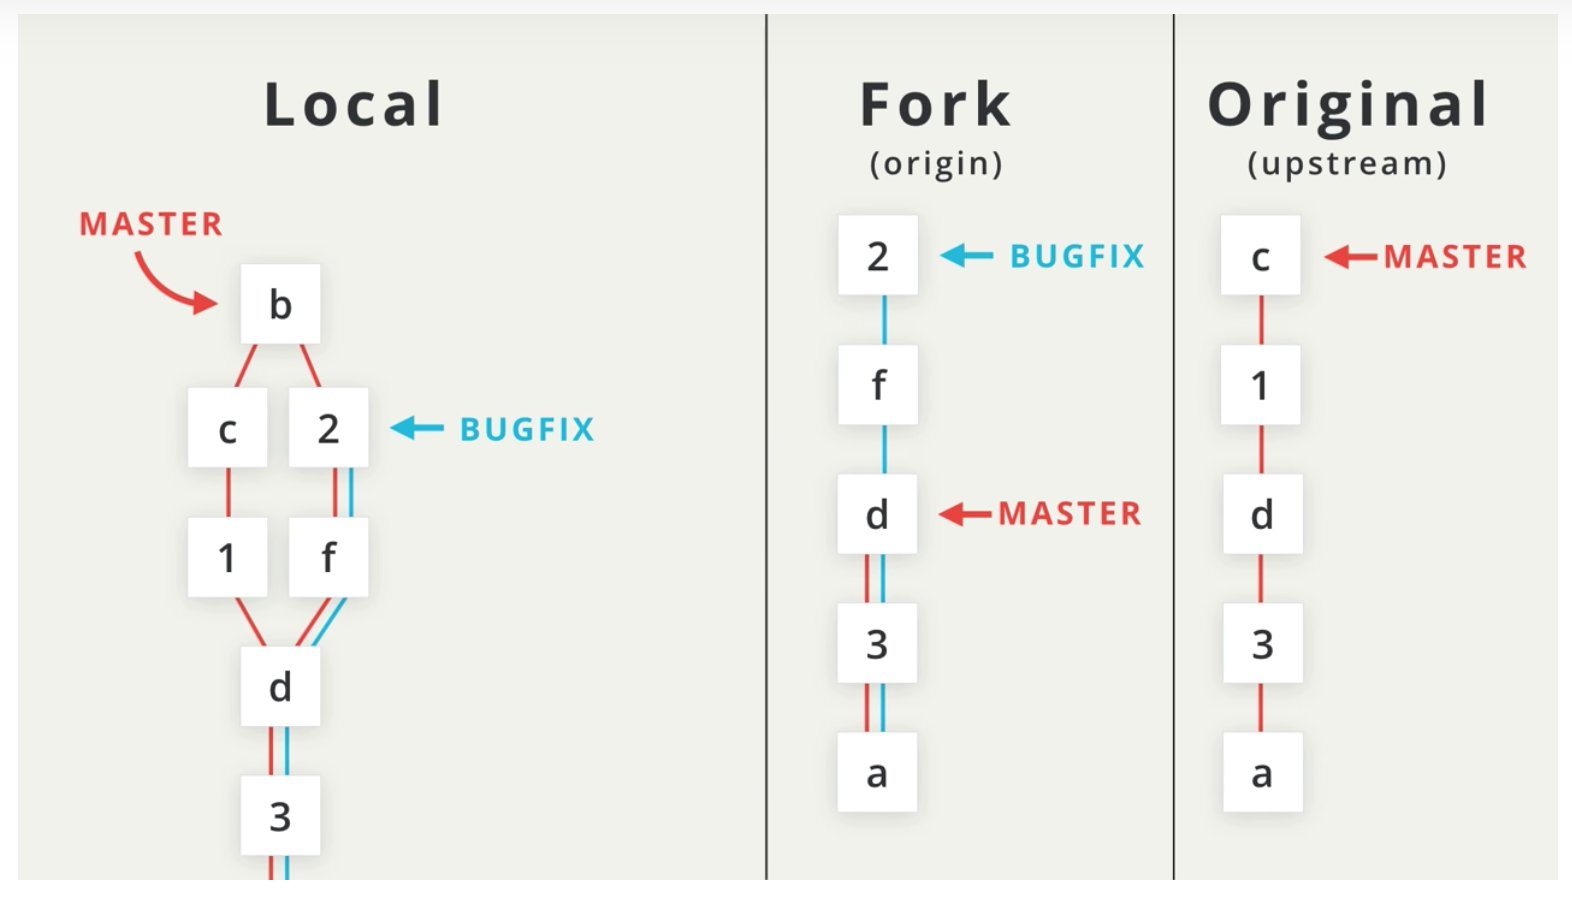 Local
MASTER
b
c 2 BUGFIX
1 f
d
3
Fork
(origin)
2 BUGFIX
f
d MASTER
3
a
Original
(upstream)
c MASTER
1
d
3
a